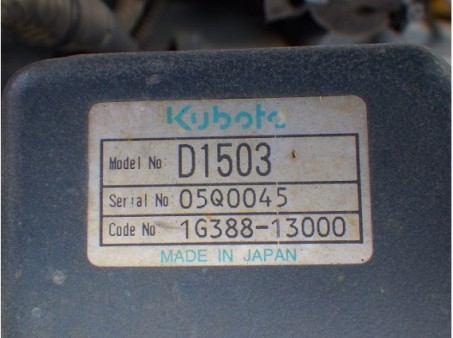 Kubota
Model No D1503
Serial No 05Q0045
Code No 1G388-13000
MADE IN JAPAN